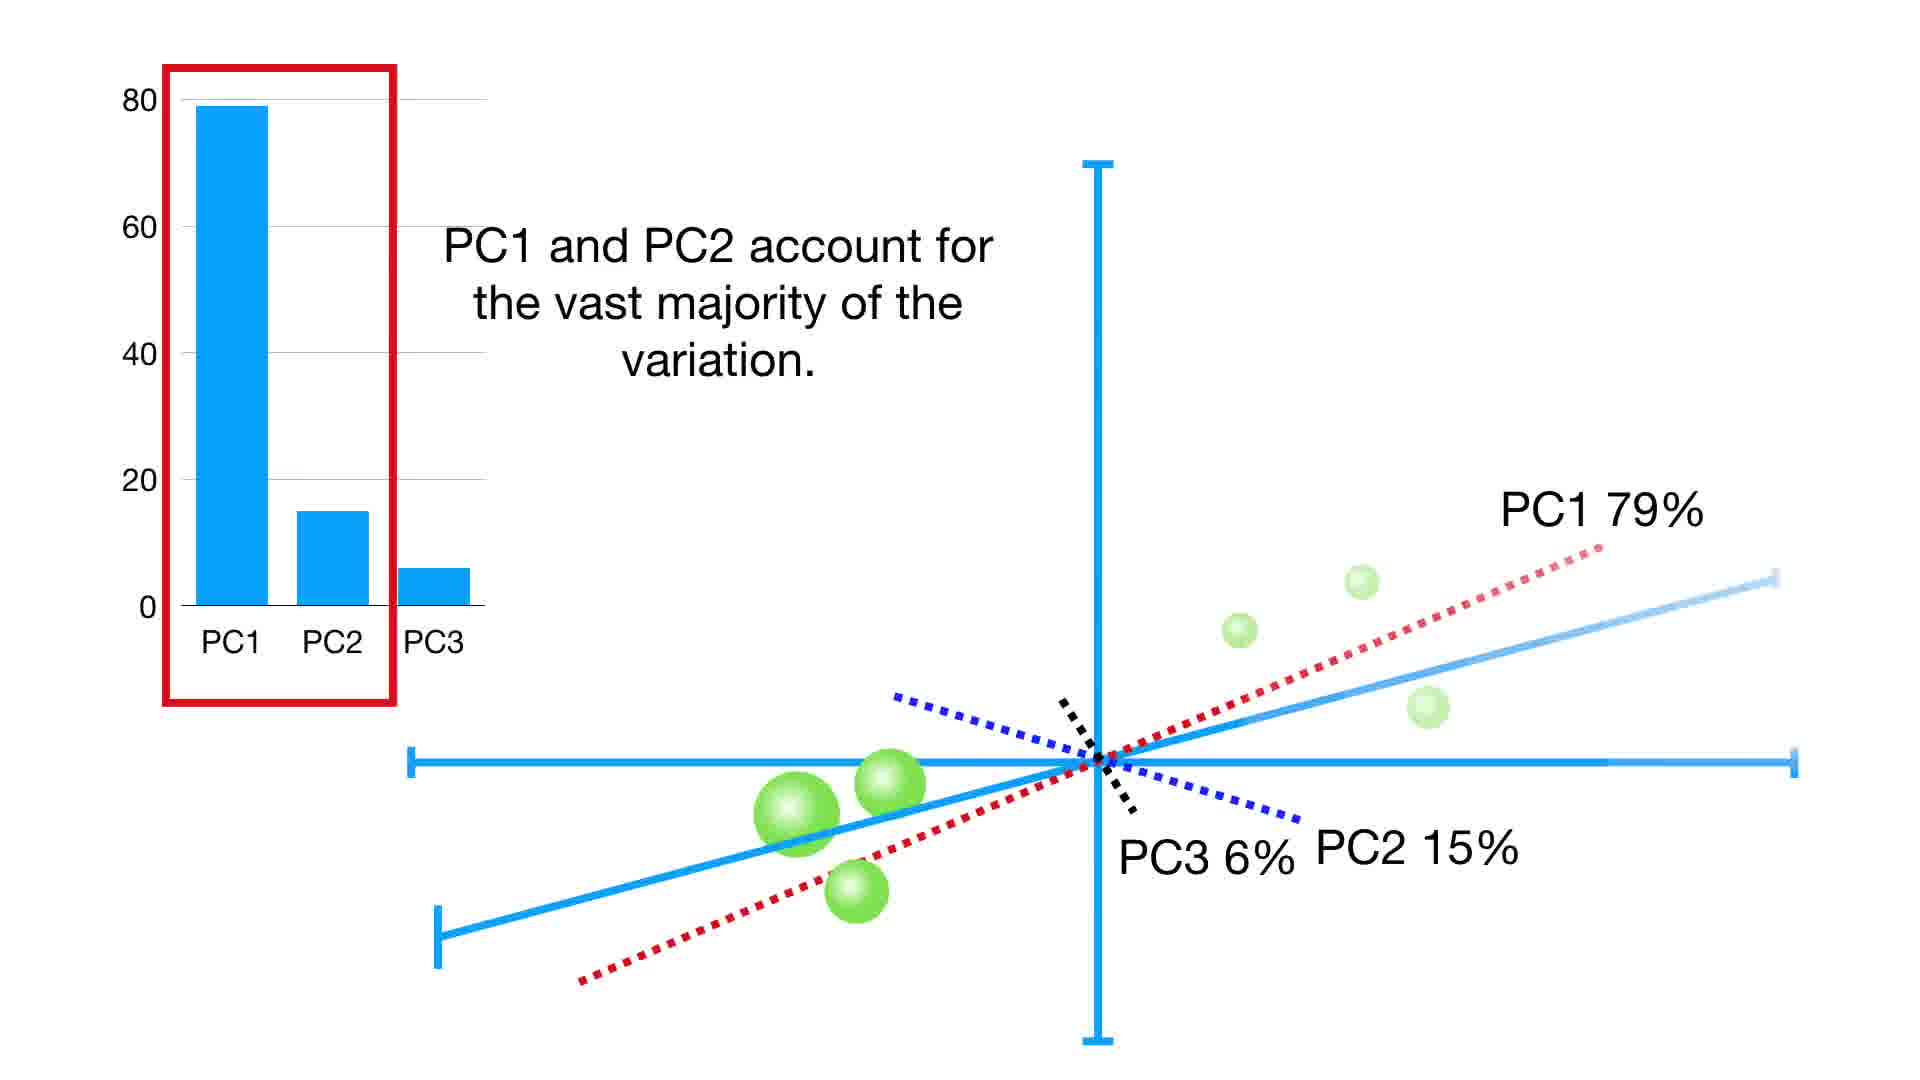 80
60
40
20
0
PC1 PC2 PC3
PC1 and PC2 account for
the vast majority of the
variation.
PC1 79%
PC3 6%
PC2 15%